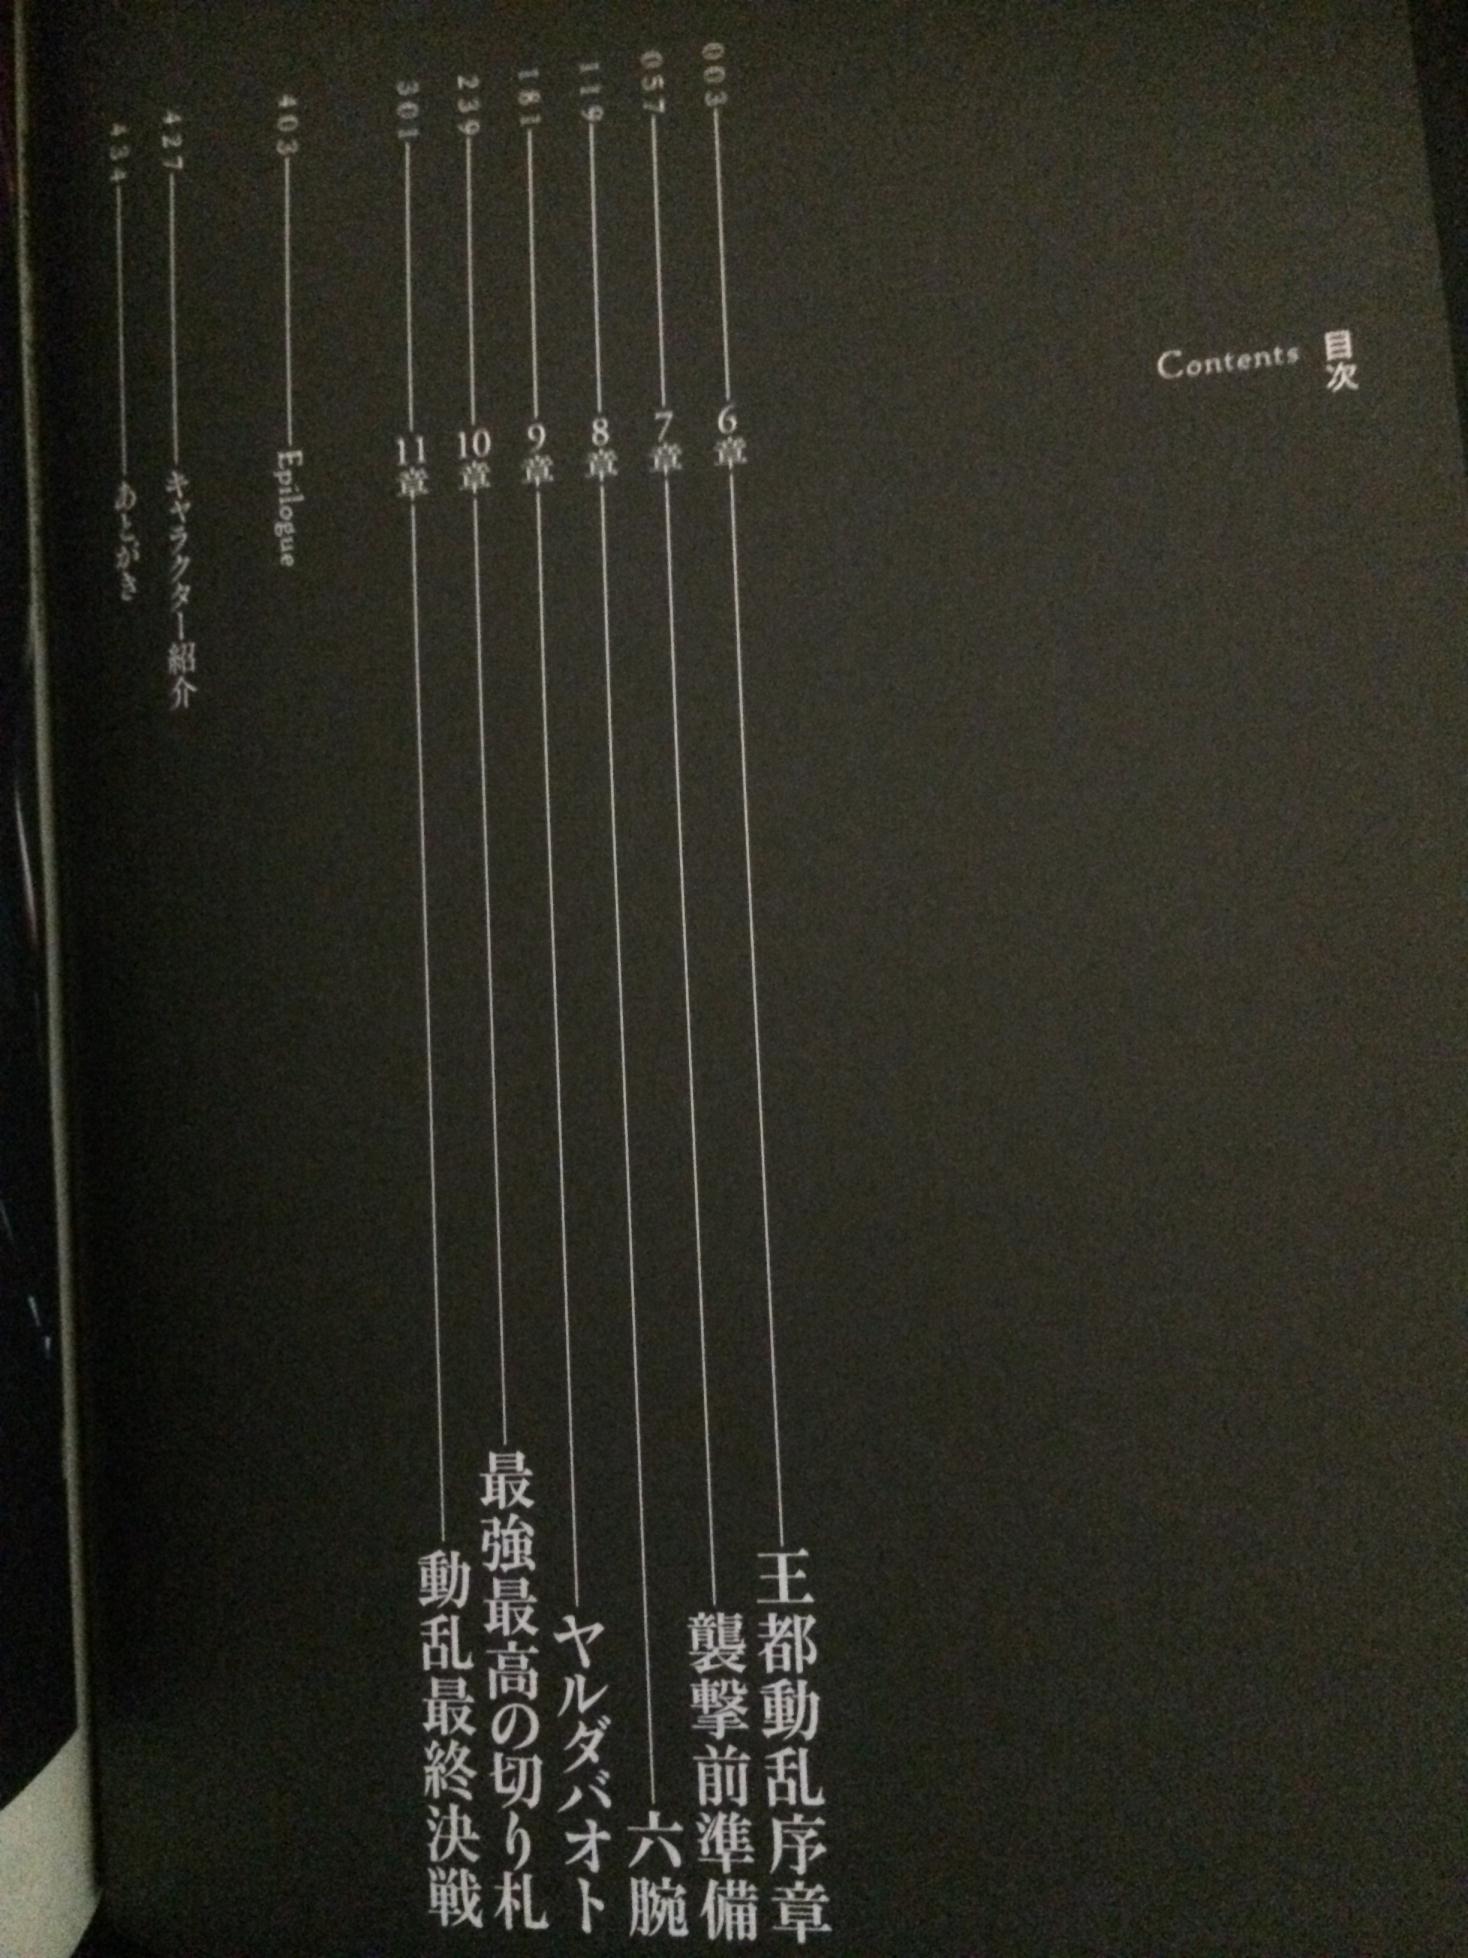 目次
Contents
003 6章 王都動乱序章
057 7章 襲撃前準備
119 8章 六腕
181 9章 ヤルダバオト
239 10章 最強最高の切り札
301 11章 動乱最終決戦
403 Epilogue
427 キャラクター紹介
434 あとがき